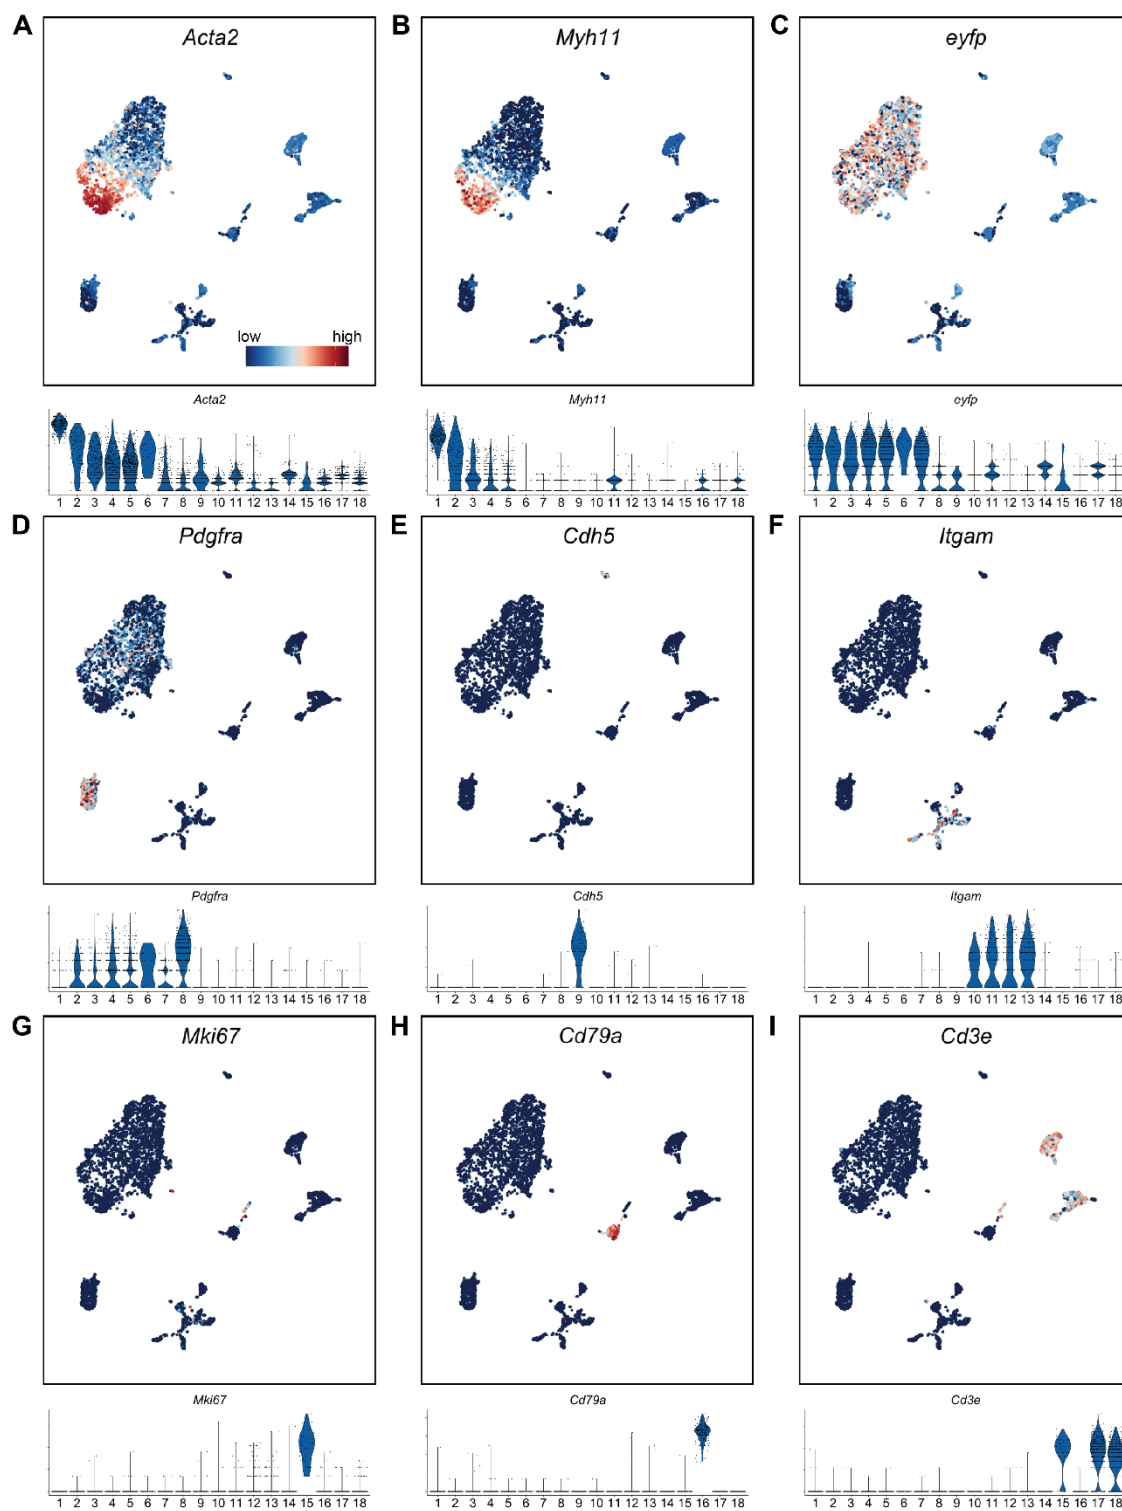 A Acta2
B Myh11
C eyfp
low high
Acta2
1 2 3 4 5 6 7 8 9 10 11 12 13 14 15 16 17 18
Myh11
1 2 3 4 5 6 7 8 9 10 11 12 13 14 15 16 17 18
eyfp
1 2 3 4 5 6 7 8 9 10 11 12 13 14 15 16 17 18
D Pdgfra
E Cdh5
F Itgam
Pdgfra
1 2 3 4 5 6 7 8 9 10 11 12 13 14 15 16 17 18
Cdh5
1 2 3 4 5 6 7 8 9 10 11 12 13 14 15 16 17 18
Itgam
1 2 3 4 5 6 7 8 9 10 11 12 13 14 15 16 17 18
G Mki67
H Cd79a
I Cd3e
Mki67
1 2 3 4 5 6 7 8 9 10 11 12 13 14 15 16 17 18
Cd79a
1 2 3 4 5 6 7 8 9 10 11 12 13 14 15 16 17 18
Cd3e
1 2 3 4 5 6 7 8 9 10 11 12 13 14 15 16 17 18